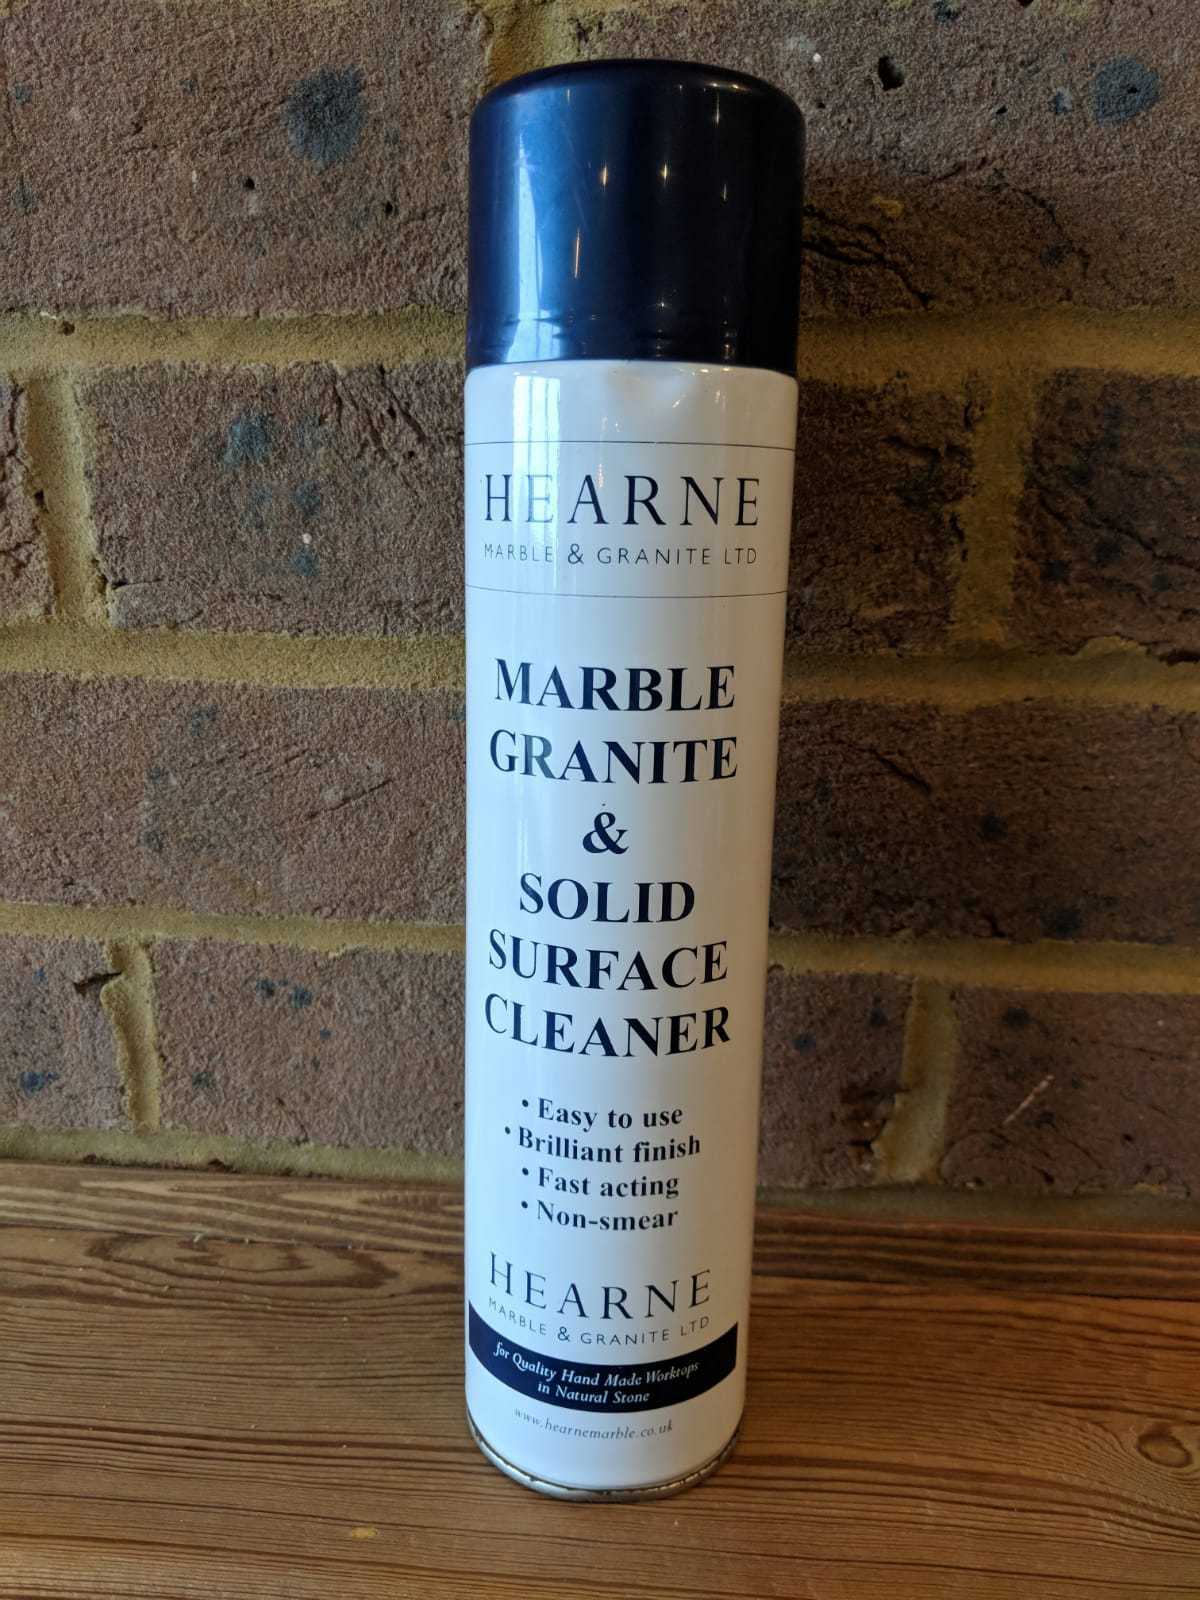 HEARNE
MARBLE & GRANITE LTD
MARBLE
GRANITE
&
SOLID
SURFACE
CLEANER
• Easy to use
• Brilliant finish
• Fast acting
• Non-smear
HEARNE
MARBLE & GRANITE LTD
for Quality Hand Made Worktops
in Natural Stone
www.hearnemarble.co.uk